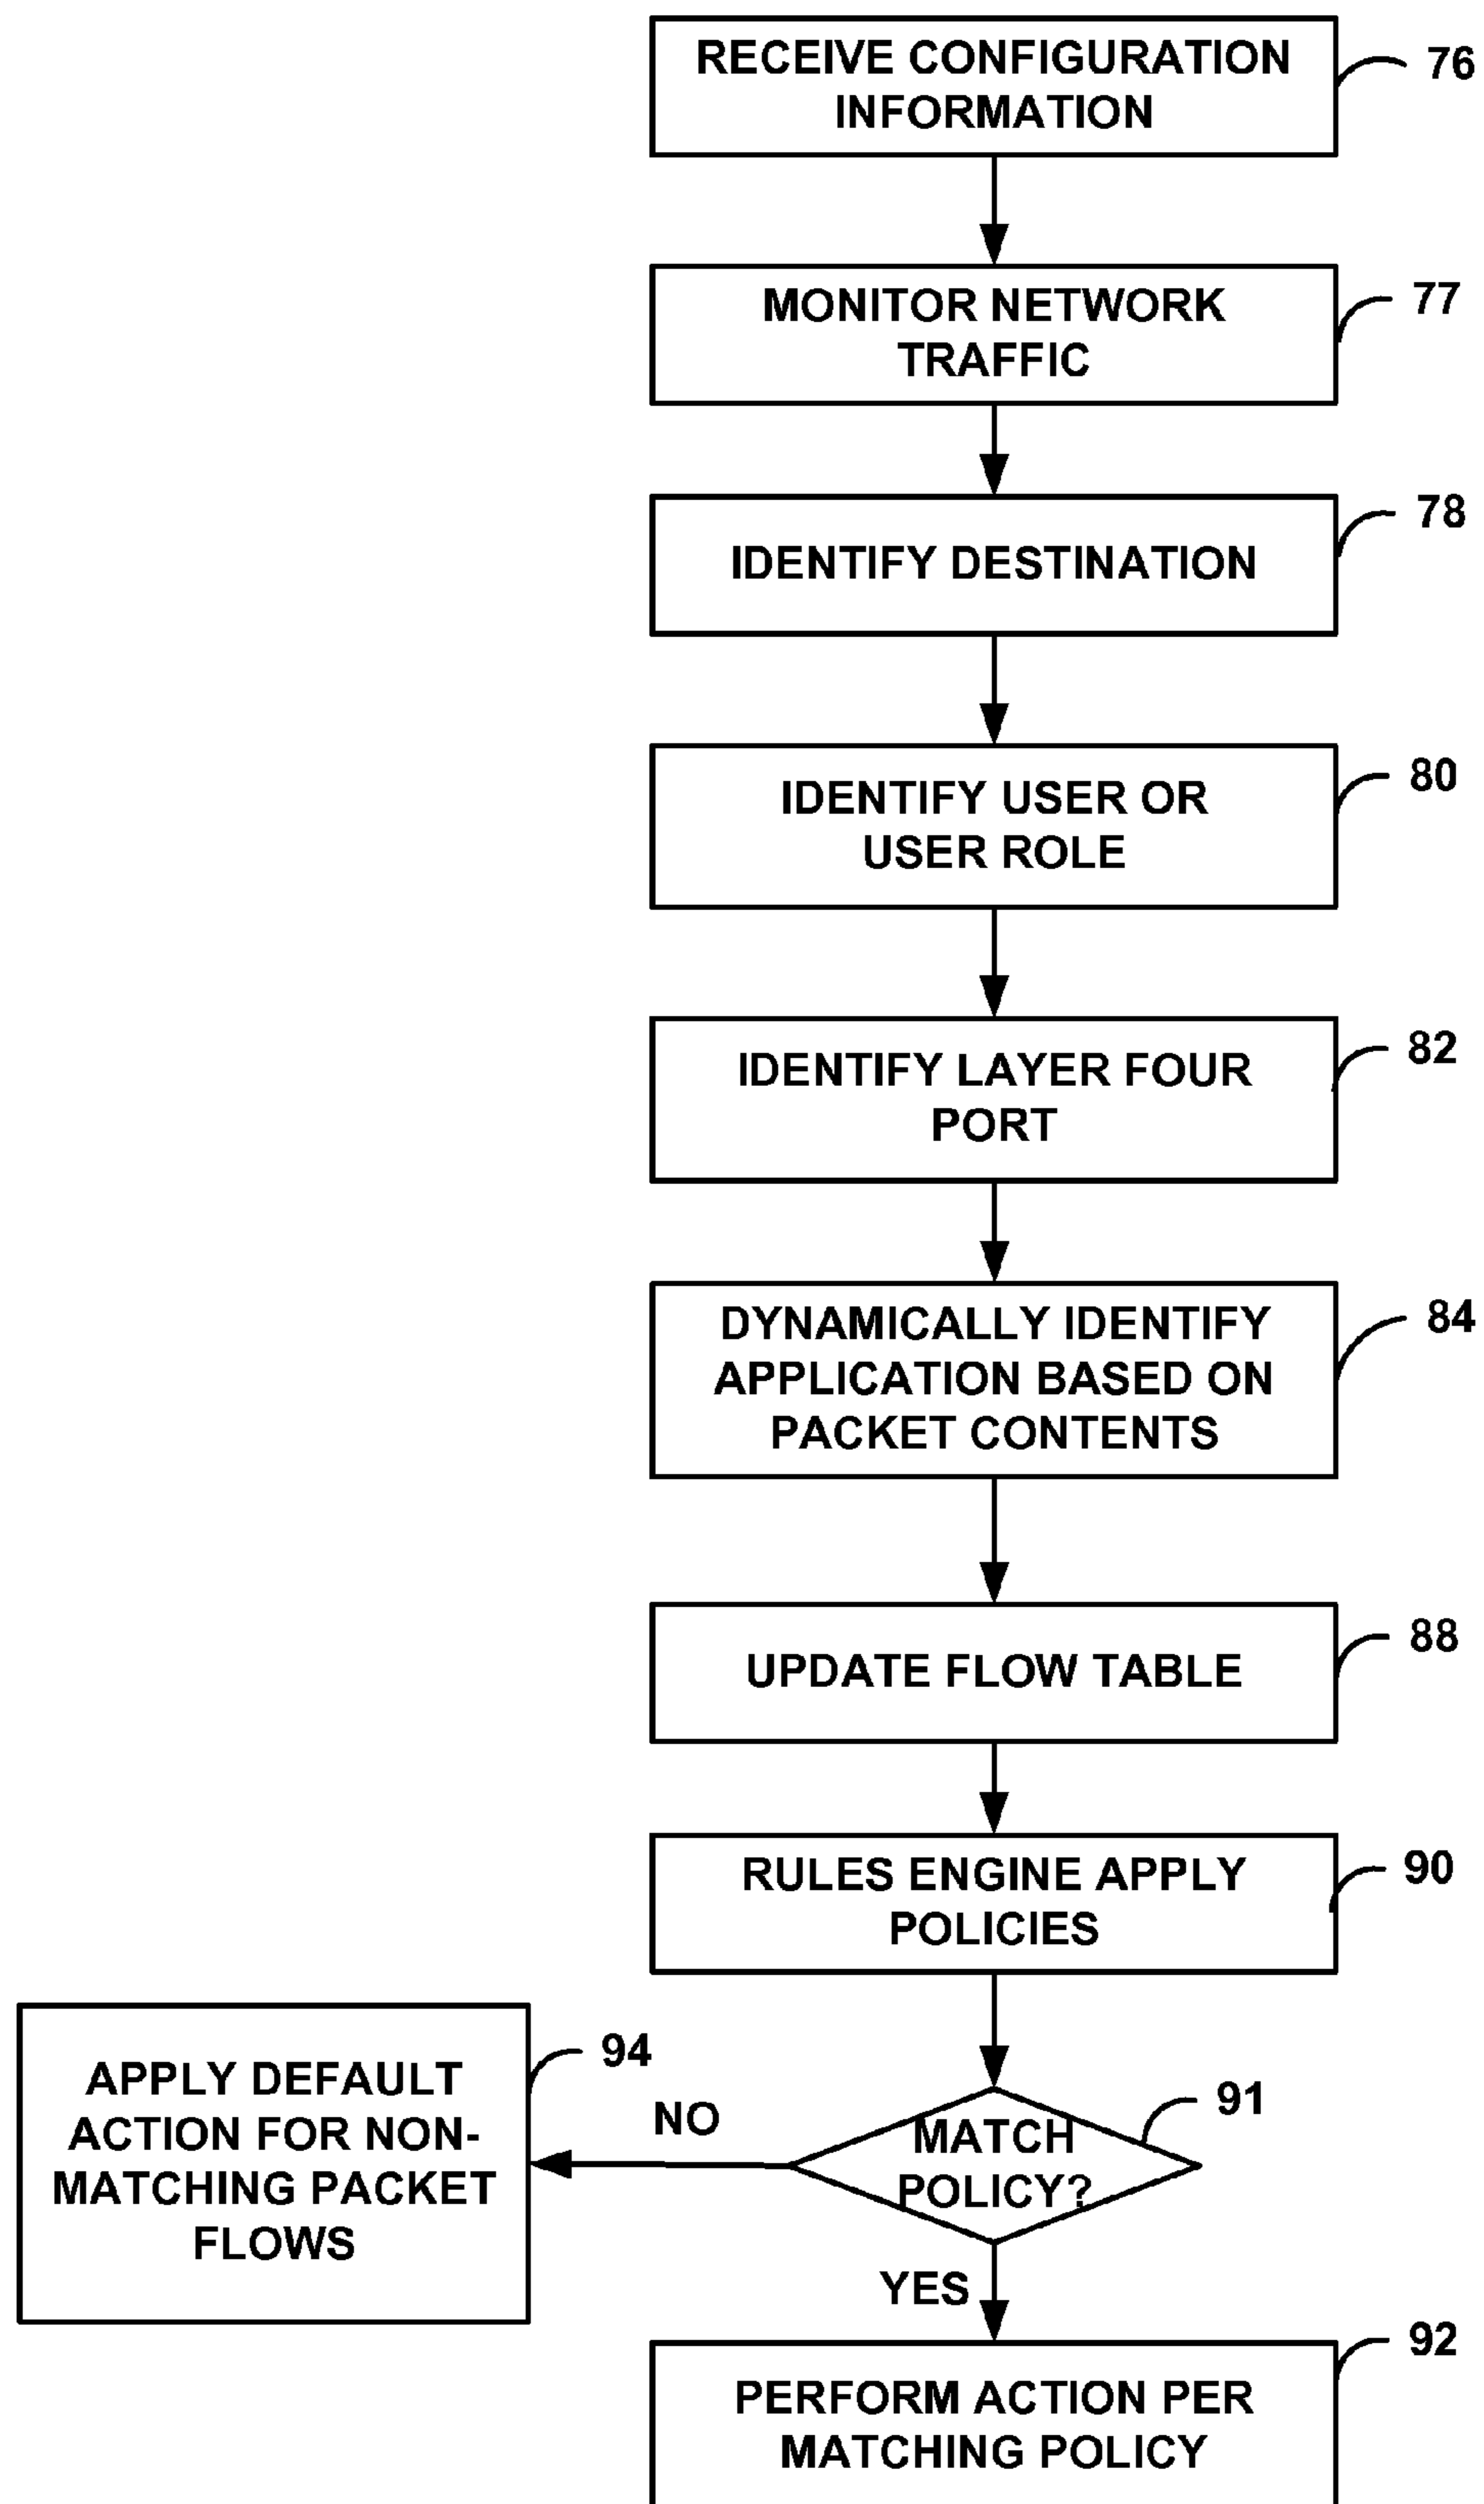 RECEIVE CONFIGURATION
INFORMATION
76
MONITOR NETWORK
TRAFFIC
77
IDENTIFY DESTINATION
78
IDENTIFY USER OR
USER ROLE
80
IDENTIFY LAYER FOUR
PORT
82
DYNAMICALLY IDENTIFY
APPLICATION BASED ON
PACKET CONTENTS
84
UPDATE FLOW TABLE
88
RULES ENGINE APPLY
POLICIES
90
MATCH
POLICY?
91
NO
APPLY DEFAULT
ACTION FOR NON-
MATCHING PACKET
FLOWS
94
YES
PERFORM ACTION PER
MATCHING POLICY
92